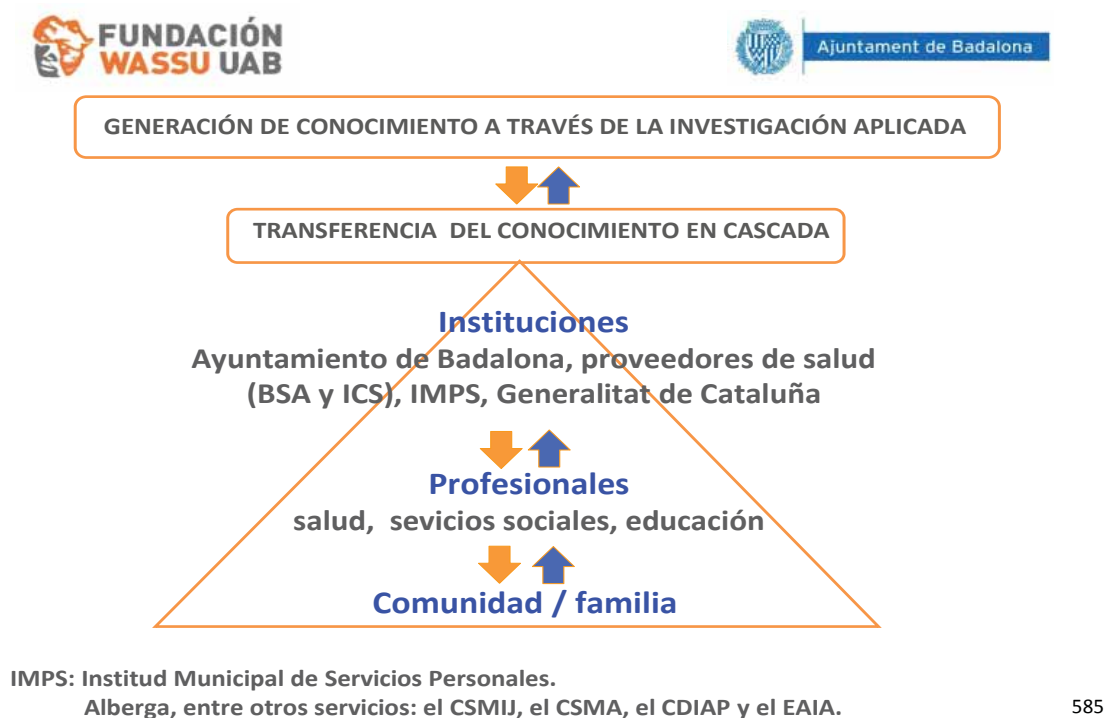 FUNDACIÓN
WASSU UAB
Ajuntament de Badalona
GENERACIÓN DE CONOCIMIENTO A TRAVÉS DE LA INVESTIGACIÓN APLICADA
TRANSFERENCIA DEL CONOCIMIENTO EN CASCADA
Instituciones
Ayuntamiento de Badalona, proveedores de salud
(BSA y ICS), IMPS, Generalitat de Cataluña
Profesionales
salud, sevicios sociales, educación
Comunidad / familia
IMPS: Institud Municipal de Servicios Personales.
Alberga, entre otros servicios: el CSMIJ, el CSMA, el CDIAP y el EAIA.
585